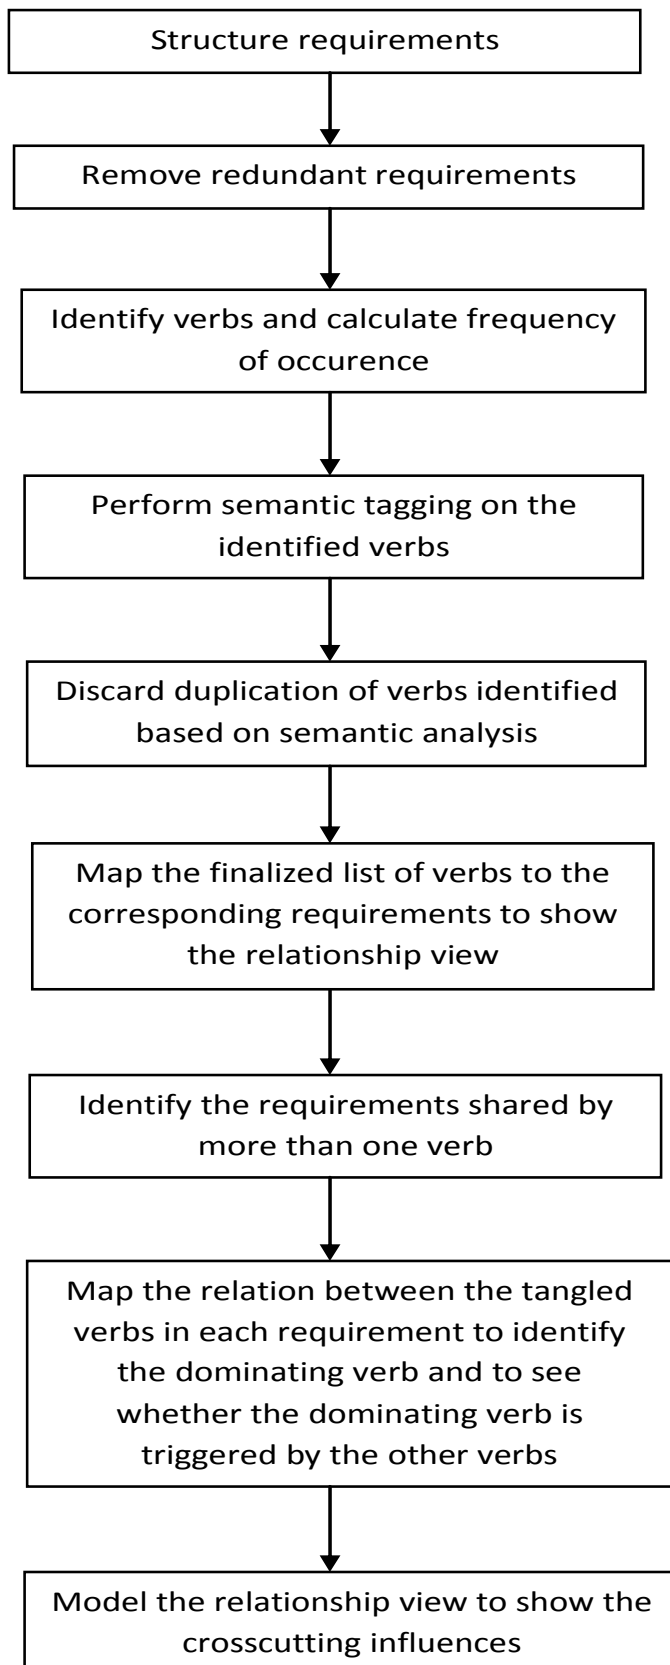 Structure requirements
Remove redundant requirements
Identify verbs and calculate frequency
of occurence
Perform semantic tagging on the
identified verbs
Discard duplication of verbs identified
based on semantic analysis
Map the finalized list of verbs to the
corresponding requirements to show
the relationship view
Identify the requirements shared by
more than one verb
Map the relation between the tangled
verbs in each requirement to identify
the dominating verb and to see
whether the dominating verb is
triggered by the other verbs
Model the relationship view to show the
crosscutting influences